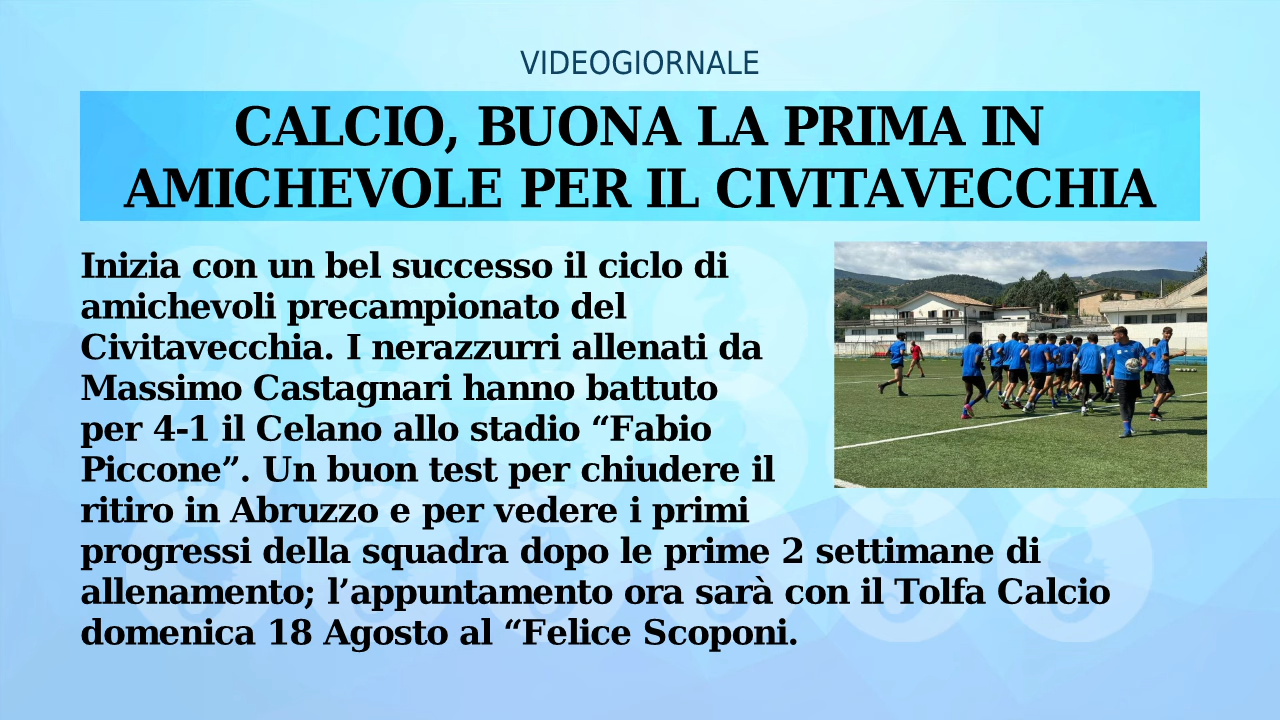 VIDEOGIORNALE
CALCIO, BUONA LA PRIMA IN
AMICHEVOLE PER IL CIVITAVECCHIA
Inizia con un bel successo il ciclo di
amichevoli precampionato del
Civitavecchia. I nerazzurri allenati da
Massimo Castagnari hanno battuto
per 4-1 il Celano allo stadio “Fabio
Piccone”. Un buon test per chiudere il
ritiro in Abruzzo e per vedere i primi
progressi della squadra dopo le prime 2 settimane di
allenamento; l’appuntamento ora sarà con il Tolfa Calcio
domenica 18 Agosto al “Felice Scoponi.